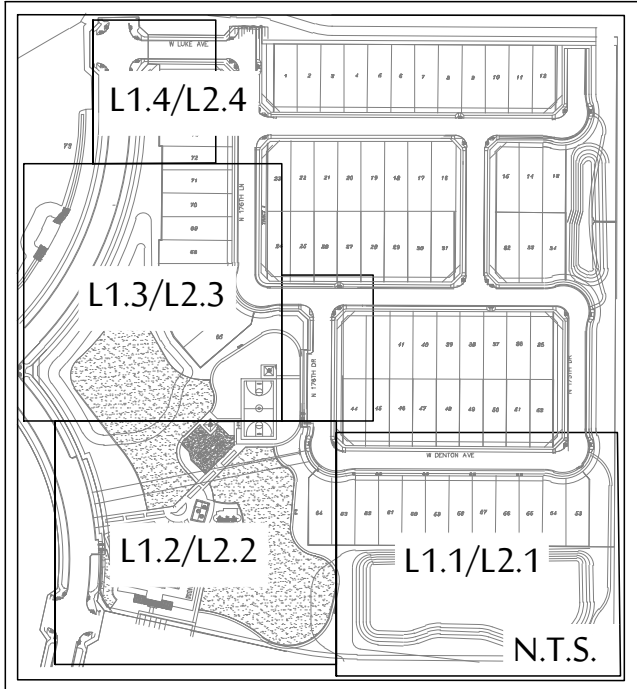 W LUKE AVE
1 2 3 4 5 6 7 8 9 10 11 12
L1.4/L2.4
72
73
71
70
69
68
N 176TH LN
23 22 21 20 19 18 17 16
15 14 13
24 25 26 27 28 29 30 31
32 33 34
L1.3/L2.3
65
N 176TH DR
41 40 39 38 37 36 35
N 175TH DR
44 45 46 47 48 49 50 51 52
W DENTON AVE
64 63 62 61 60 59 58 57 56 55 54 53
L1.2/L2.2
L1.1/L2.1
N.T.S.